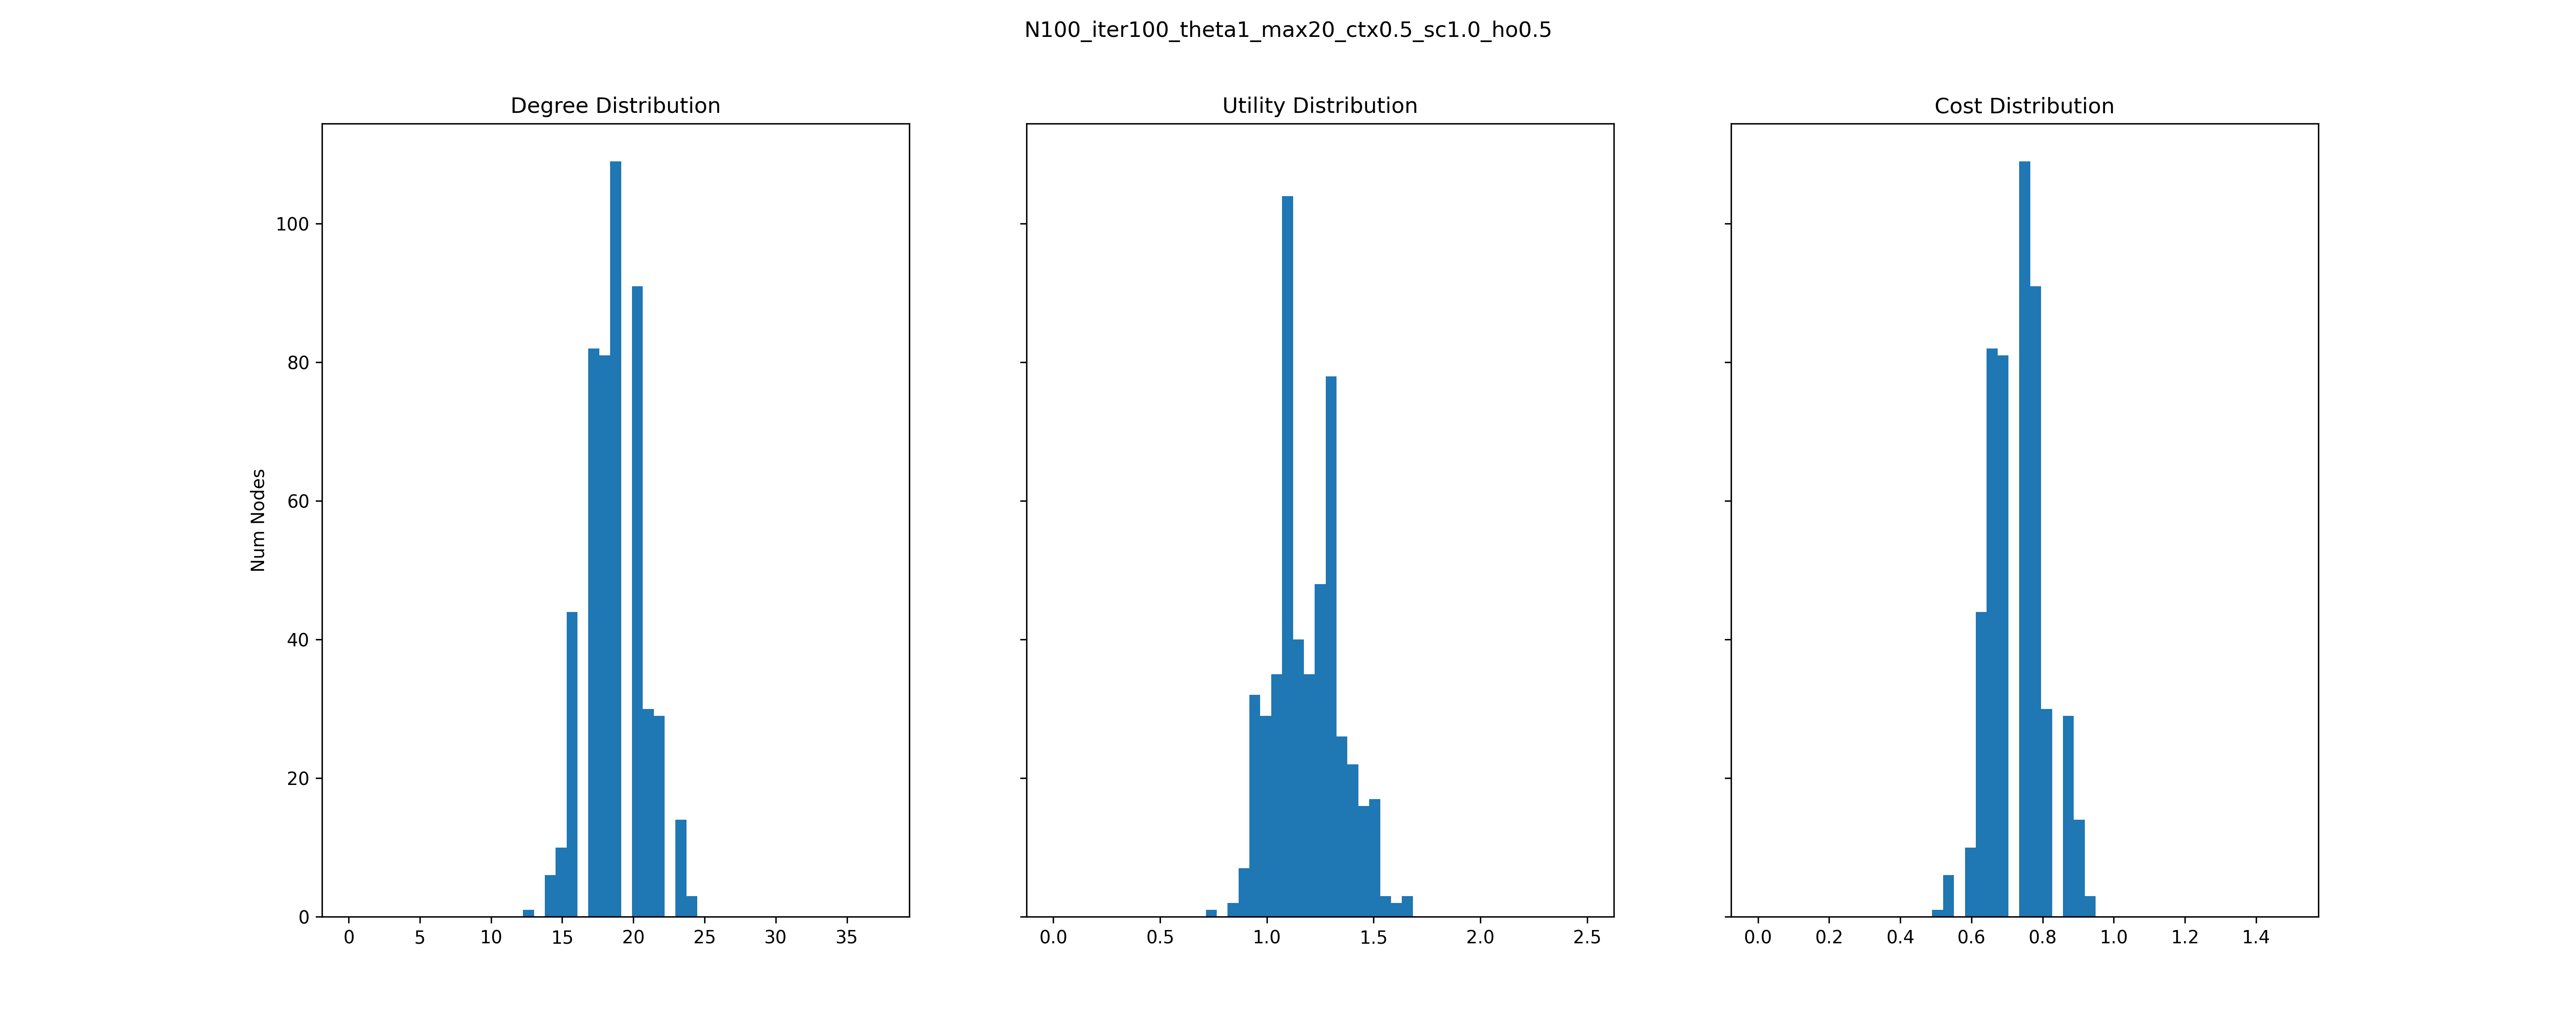 N100_iter100_theta1_max20_ctx0.5_sc1.0_ho0.5
Degree Distribution
Utility Distribution
Cost Distribution
Num Nodes
100
80
60
40
20
0
0 5 10 15 20 25 30 35
0.0 0.5 1.0 1.5 2.0 2.5
0.0 0.2 0.4 0.6 0.8 1.0 1.2 1.4